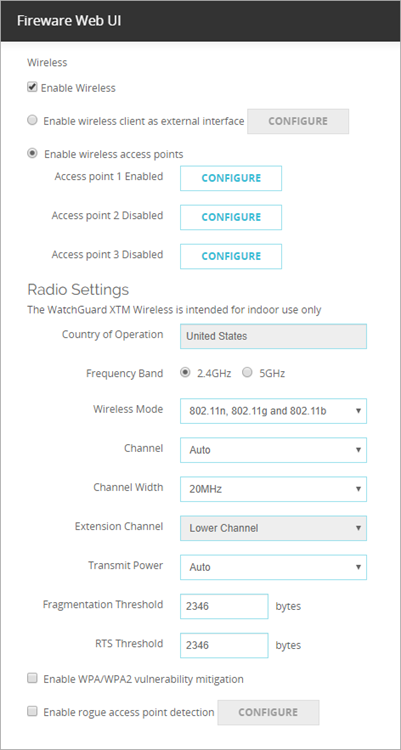 Fireware Web UI
Wireless
Enable Wireless
Enable wireless client as external interface CONFIGURE
Enable wireless access points
Access point 1 Enabled CONFIGURE
Access point 2 Disabled CONFIGURE
Access point 3 Disabled CONFIGURE
Radio Settings
The WatchGuard XTM Wireless is intended for indoor use only
Country of Operation United States
Frequency Band 2.4GHz 5GHz
Wireless Mode 802.11n, 802.11g and 802.11b
Channel Auto
Channel Width 20MHz
Extension Channel Lower Channel
Transmit Power Auto
Fragmentation Threshold 2346 bytes
RTS Threshold 2346 bytes
Enable WPA/WPA2 vulnerability mitigation
Enable rogue access point detection CONFIGURE